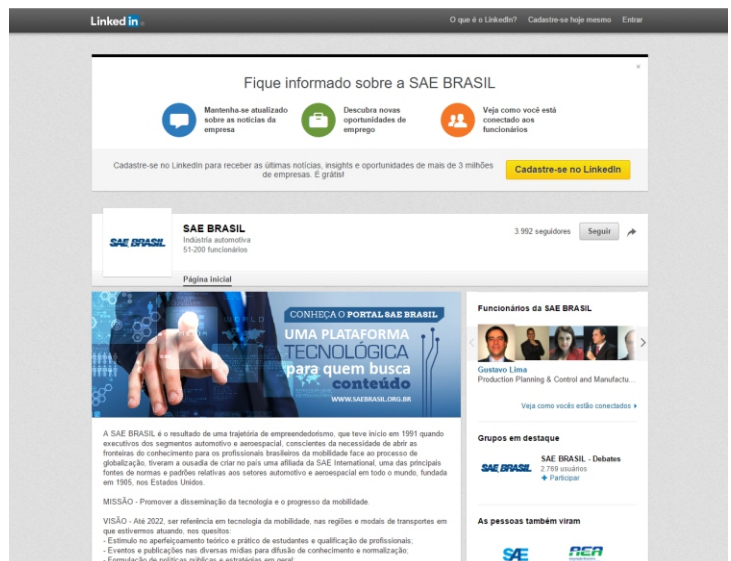 Linked in
O que é o LinkedIn? Cadastre-se hoje mesmo Entrar
Fique informado sobre a SAE BRASIL
Mantenha-se atualizado
sobre as notícias da
empresa
Descubra novas
oportunidades de
emprego
Veja como você está
conectado aos
funcionários
Cadastre-se no LinkedIn para receber as últimas notícias, insights e oportunidades de mais de 3 milhões
de empresas. É grátis!
Cadastre-se no LinkedIn
SAE BRASIL
SAE BRASIL
Indústria automotiva
51-200 funcionários
3.992 seguidores Seguir
Página inicial
CONHEÇA O PORTAL SAE BRASIL
UMA PLATAFORMA
TECNOLÓGICA
para quem busca
conteúdo
WWW.SAEBRASIL.ORG.BR
A SAE BRASIL é o resultado de uma trajetória de empreendedorismo, que teve início em 1991 quando
executivos dos segmentos automotivo e aeroespacial, conscientes da necessidade de abrir as
fronteiras do conhecimento para os profissionais brasileiros da mobilidade face ao processo de
globalização, tiveram a ousadia de criar no país uma afiliada da SAE International, uma das principais
fontes de normas e padrões relativas aos setores automotivo e aeroespacial em todo o mundo, fundada
em 1905, nos Estados Unidos.
MISSÃO - Promover a disseminação da tecnologia e o progresso da mobilidade.
VISÃO - Até 2022, ser referência em tecnologia da mobilidade, nas regiões e modais de transportes em
que estivermos atuando, nos quesitos:
- Estímulo no aperfeiçoamento teórico e prático de estudantes e qualificação de profissionais;
- Eventos e publicações nas diversas mídias para difusão de conhecimento e normalização;
- Formulação de políticas públicas e estratégias em geral;
Funcionários da SAE BRASIL
Gustavo Lima
Production Planning & Control and Manufactu...
Veja como vocês estão conectados
Grupos em destaque
SAE BRASIL
SAE BRASIL - Debates
2.769 usuários
Participar
As pessoas também viram
SAE
AEA